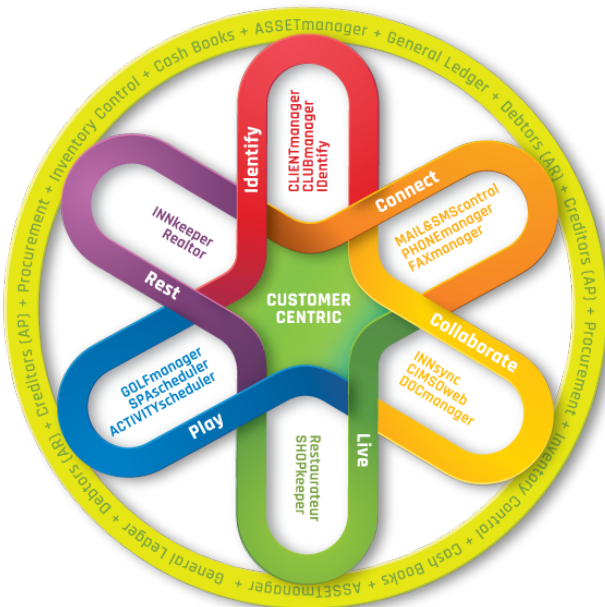 Creditors (AP) + Procurement + Inventory Control + Cash Books + ASSETmanager + General Ledger + Debtors (AR) + Creditors (AP) + Procurement + Inventory Control + Cash Books + ASSETmanager + General Ledger + Debtors (AR) +
Identify
CLIENTmanager
CLUBmanager
IDentify
Connect
MAIL&SMScontrol
PHONEmanager
FAXmanager
Collaborate
INNsync
CiMSOweb
DOCmanager
Live
Restaurateur
SHOPkeeper
Play
GOLFmanager
SPAscheduler
ACTIVITYscheduler
Rest
INNkeeper
Realtor
CUSTOMER
CENTRIC